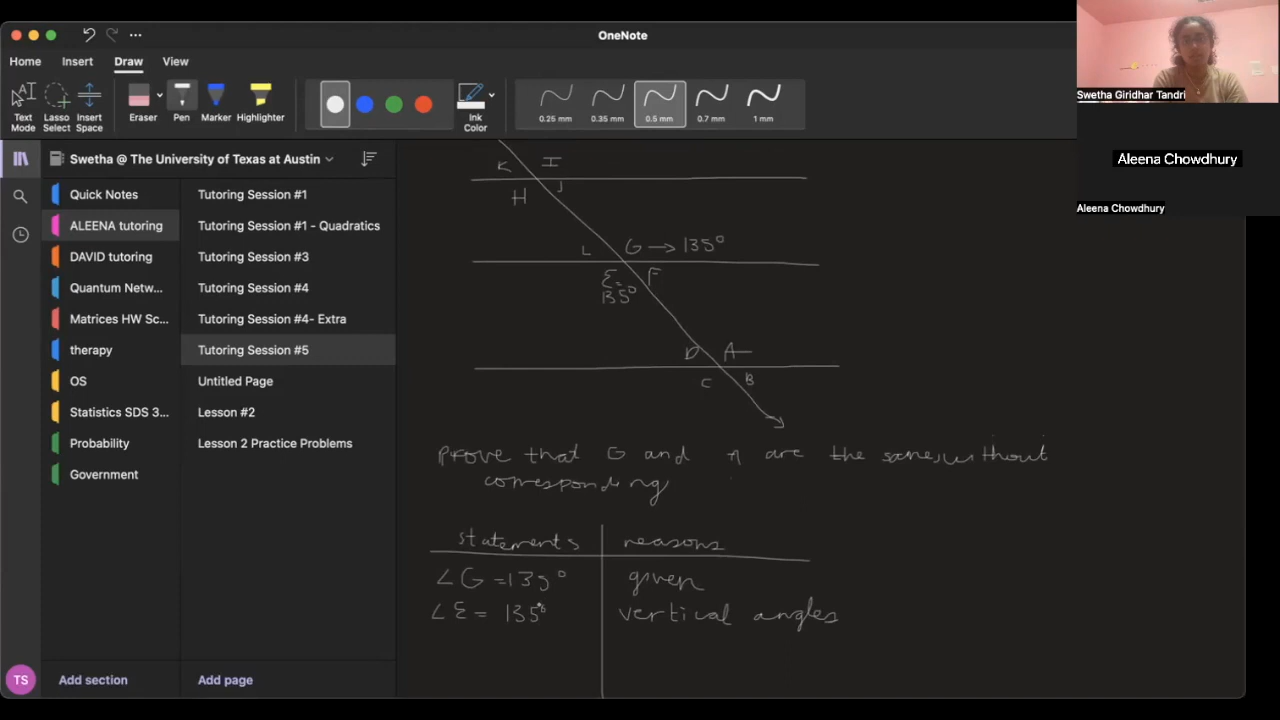 OneNote
Home Insert Draw View
Text Mode
Lasso Select
Insert Space
Eraser
Pen
Marker
Highlighter
Ink Color
0.25 mm
0.35 mm
0.5 mm
0.7 mm
1 mm
Swetha Giridhar Tandri
Aleena Chowdhury
Aleena Chowdhury
Swetha @ The University of Texas at Austin
Quick Notes
ALEENA tutoring
DAVID tutoring
Quantum Netw...
Matrices HW Sc...
therapy
OS
Statistics SDS 3...
Probability
Government
Tutoring Session #1
Tutoring Session #1 - Quadratics
Tutoring Session #3
Tutoring Session #4
Tutoring Session #4- Extra
Tutoring Session #5
Untitled Page
Lesson #2
Lesson 2 Practice Problems
TS
Add section
Add page
K I
H J
L G → 135°
E = F
135°
D A
C B
prove that G and A are the same, without
corresponding
statements reasons
∠G = 135° given
∠E = 135° vertical angles